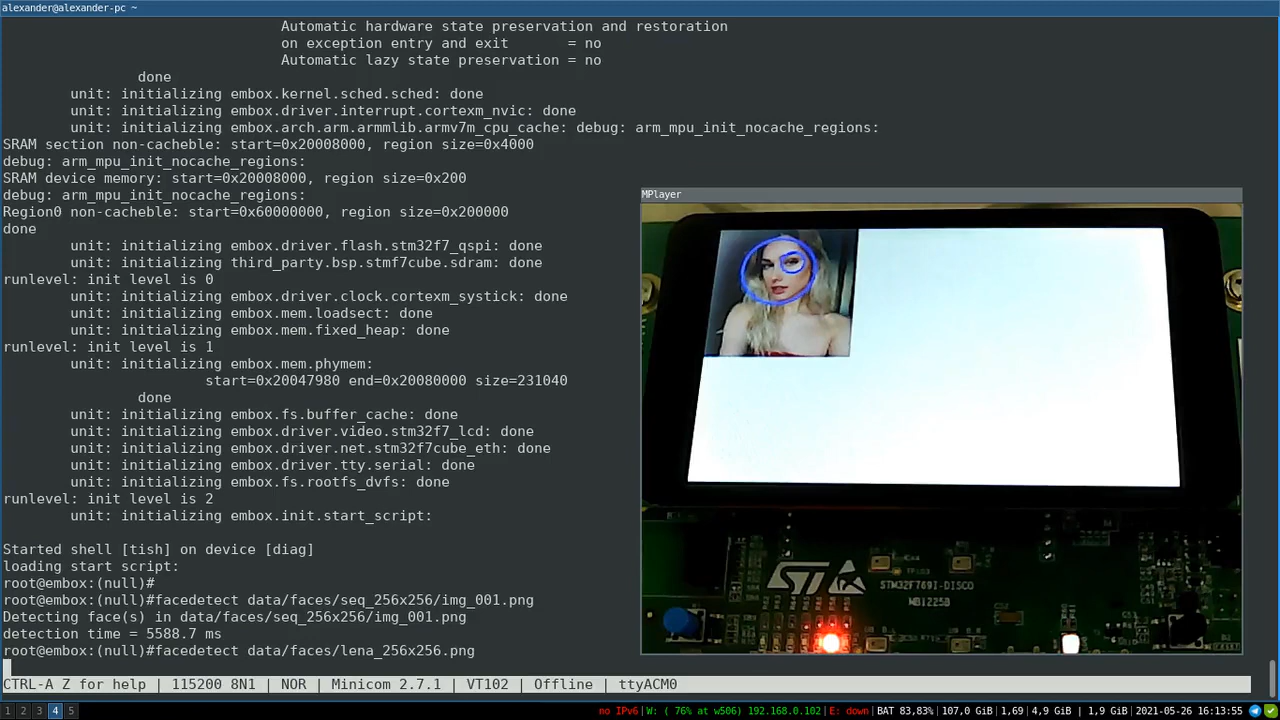 alexander@alexander-pc ~
Automatic hardware state preservation and restoration
on exception entry and exit       = no
Automatic lazy state preservation = no
done
unit: initializing embox.kernel.sched.sched: done
unit: initializing embox.driver.interrupt.cortexm_nvic: done
unit: initializing embox.arch.arm.armmlib.armv7m_cpu_cache: debug: arm_mpu_init_nocache_regions:
SRAM section non-cacheble: start=0x20008000, region size=0x4000
debug: arm_mpu_init_nocache_regions:
SRAM device memory: start=0x20008000, region size=0x200
debug: arm_mpu_init_nocache_regions:
Region0 non-cacheble: start=0x60000000, region size=0x200000
done
unit: initializing embox.driver.flash.stm32f7_qspi: done
unit: initializing third_party.bsp.stmf7cube.sdram: done
runlevel: init level is 0
unit: initializing embox.driver.clock.cortexm_systick: done
unit: initializing embox.mem.loadsect: done
unit: initializing embox.mem.fixed_heap: done
runlevel: init level is 1
unit: initializing embox.mem.phymem:
start=0x20047980 end=0x20080000 size=231040
done
unit: initializing embox.fs.buffer_cache: done
unit: initializing embox.driver.video.stm32f7_lcd: done
unit: initializing embox.driver.net.stm32f7cube_eth: done
unit: initializing embox.driver.tty.serial: done
unit: initializing embox.fs.rootfs_dvfs: done
runlevel: init level is 2
unit: initializing embox.init.start_script:
Started shell [tish] on device [diag]
loading start script:
root@embox:(null)#
root@embox:(null)#facedetect data/faces/seq_256x256/img_001.png
Detecting face(s) in data/faces/seq_256x256/img_001.png
detection time = 5588.7 ms
root@embox:(null)#facedetect data/faces/lena_256x256.png
CTRL-A Z for help | 115200 8N1 | NOR | Minicom 2.7.1 | VT102 | Offline | ttyACM0
MPlayer
ST
STM32F769I-DISCO
MB1225B
1 2 3 4 5
no IPv6|W: ( 76% at w506) 192.168.0.102|E: down|BAT 83,83%|107,0 GiB|1,69|4,9 GiB | 1,9 GiB|2021-05-26 16:13:55